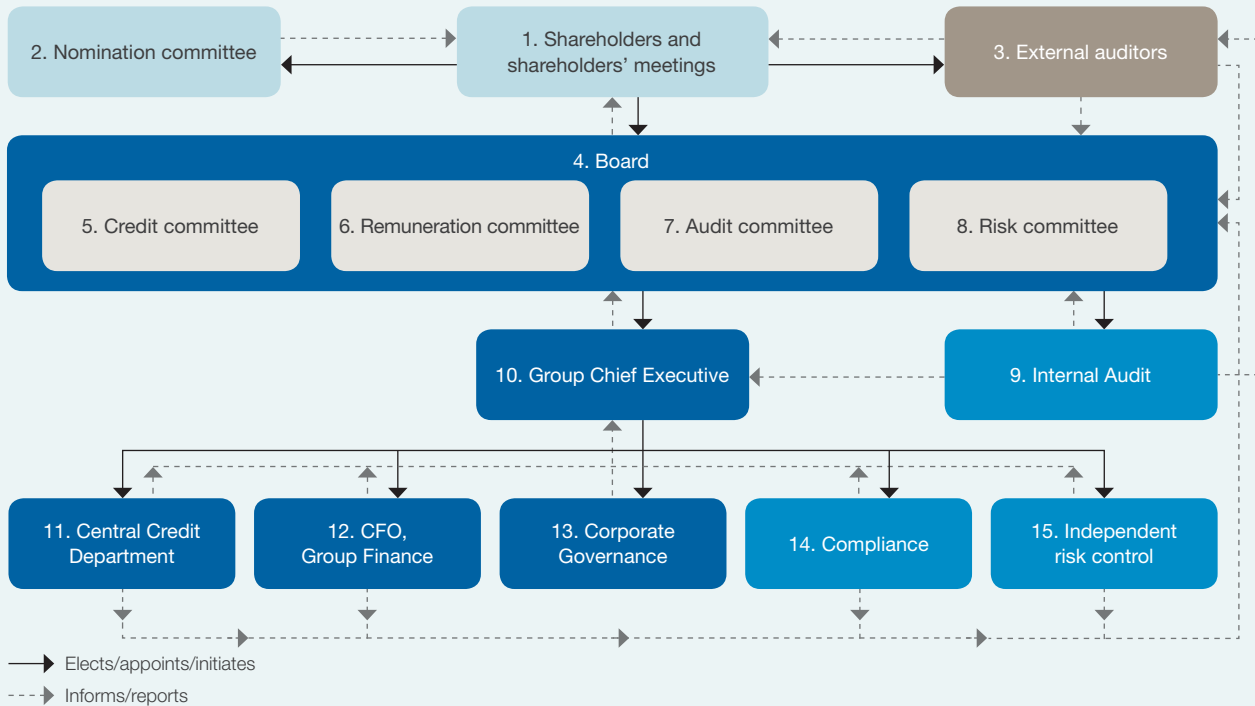 2. Nomination committee
1. Shareholders and
shareholders’ meetings
3. External auditors
4. Board
5. Credit committee
6. Remuneration committee
7. Audit committee
8. Risk committee
10. Group Chief Executive
9. Internal Audit
11. Central Credit
Department
12. CFO,
Group Finance
13. Corporate
Governance
14. Compliance
15. Independent
risk control
Elects/appoints/initiates
Informs/reports